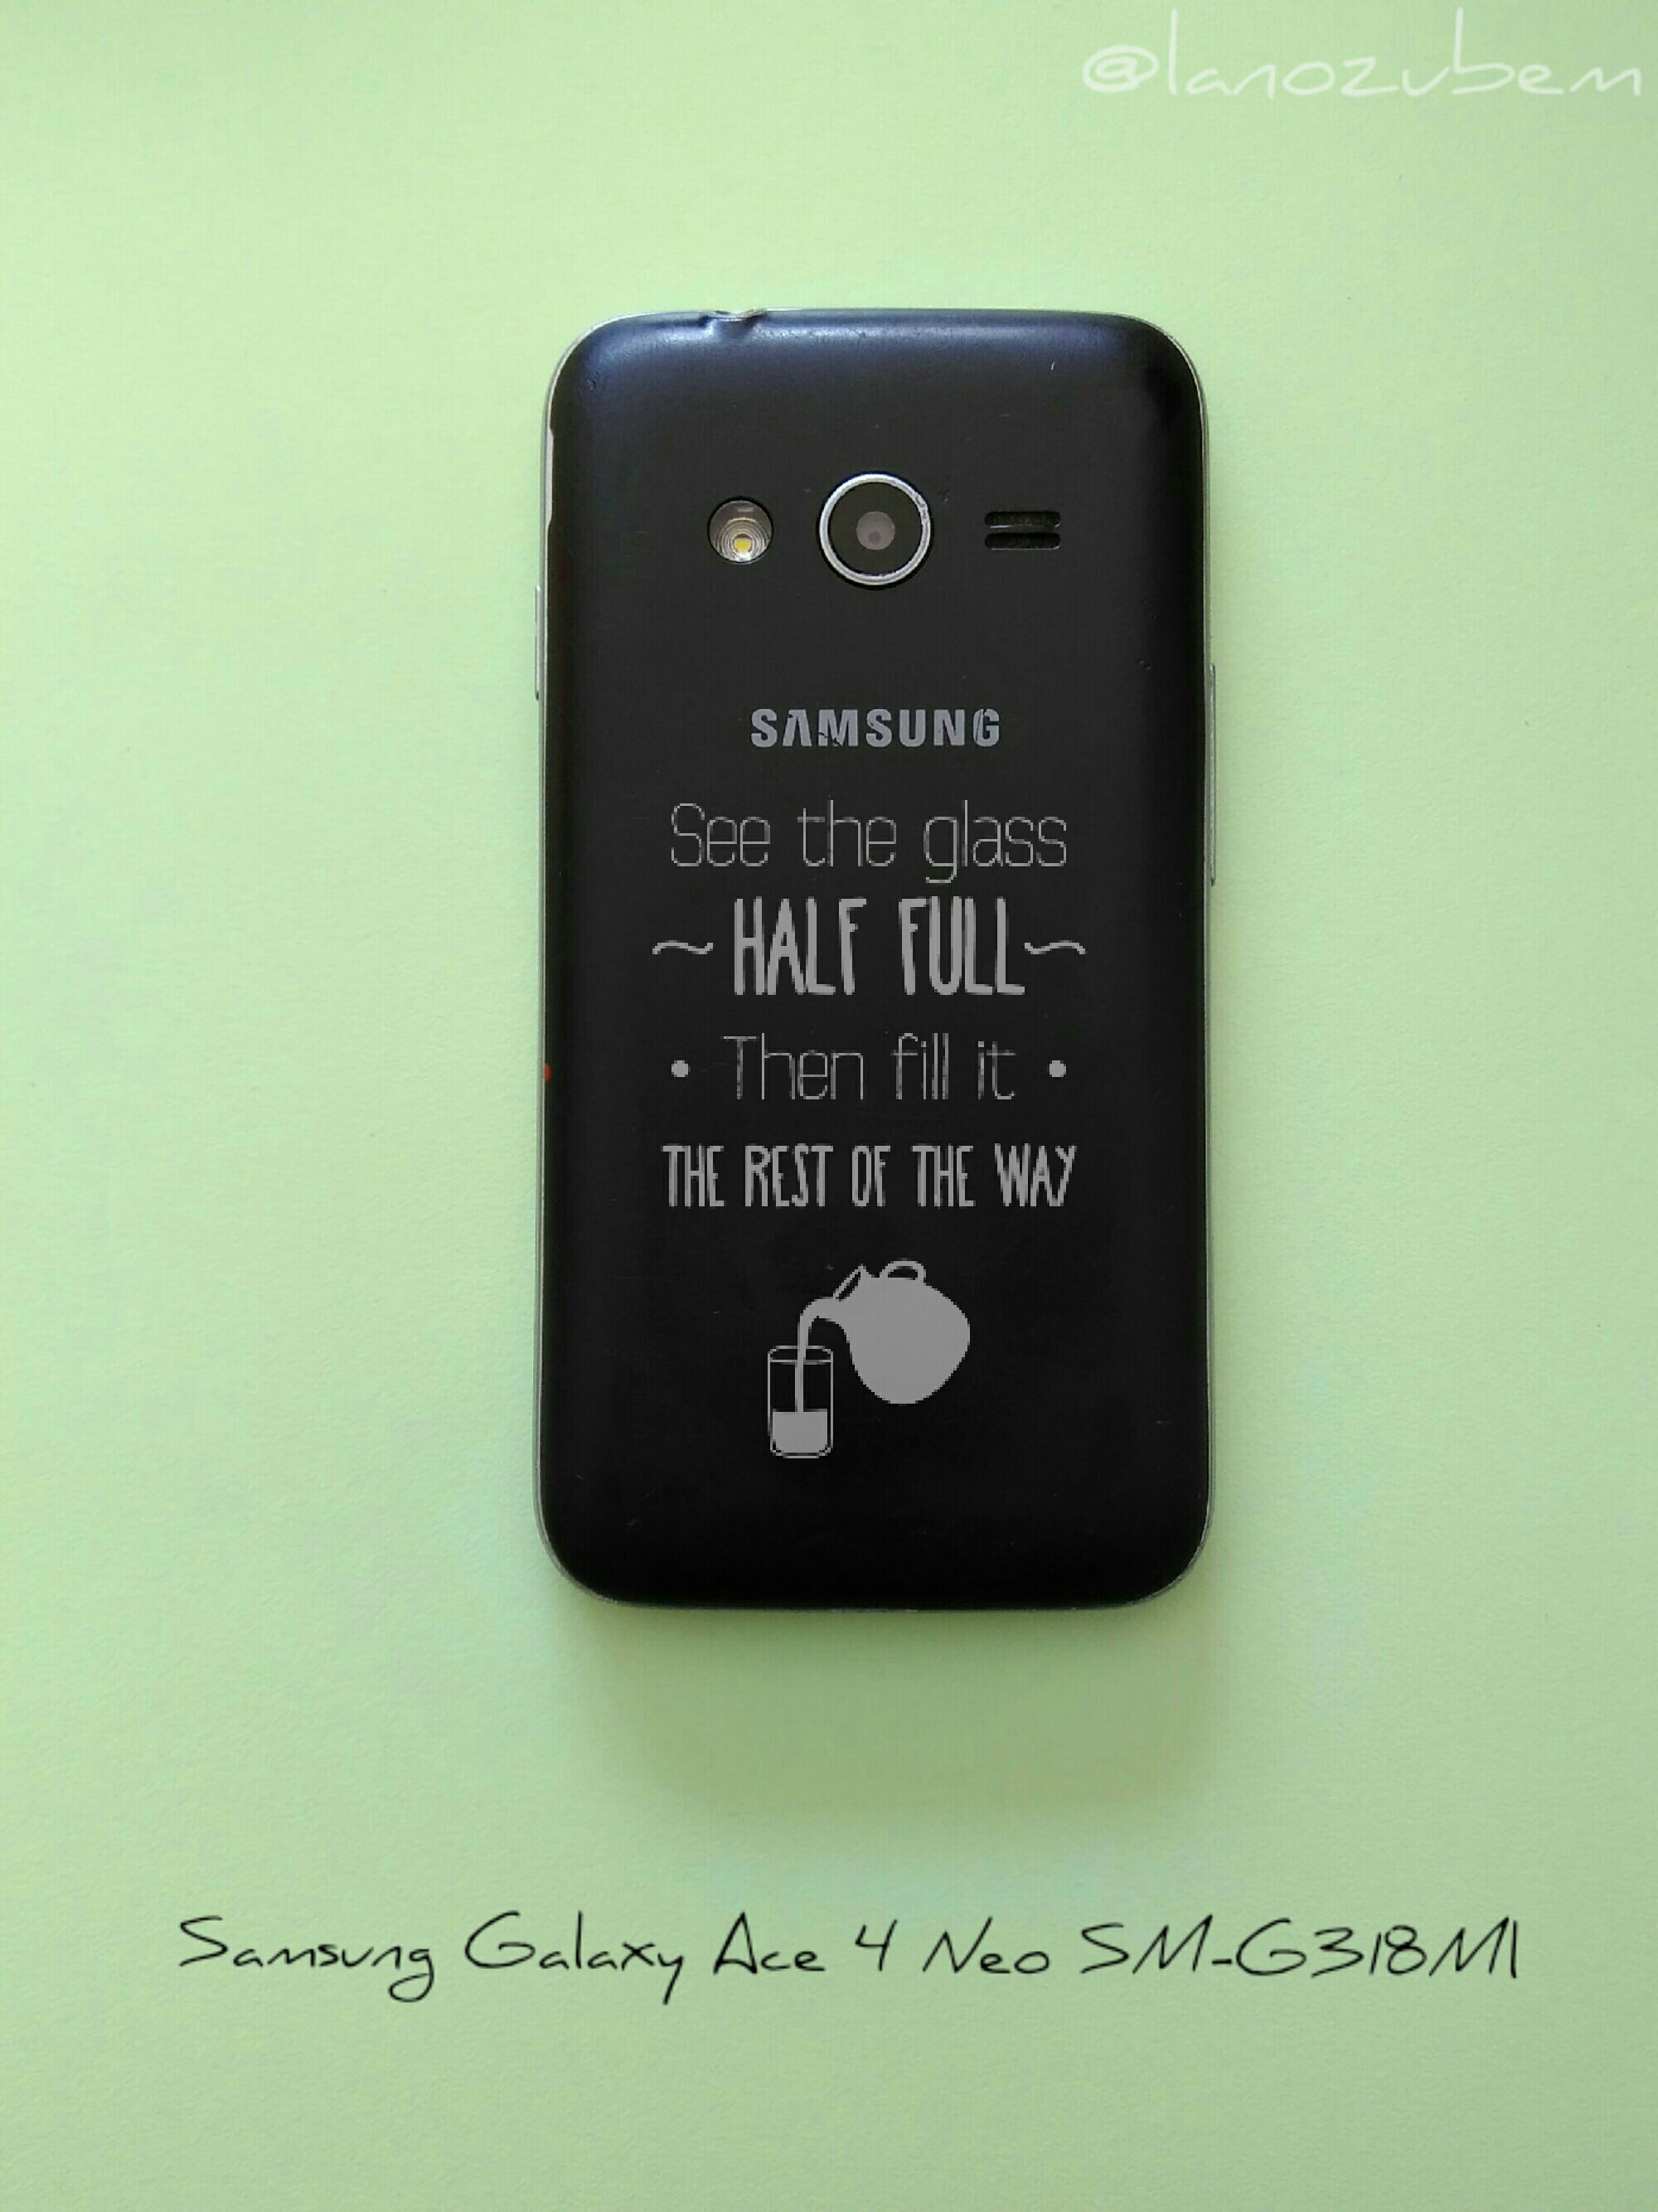 @lanozubem
SAMSUNG
See the glass
~ HALF FULL ~
• Then fill it •
THE REST OF THE WAY
Samsung Galaxy Ace 4 Neo SM-G318Ml